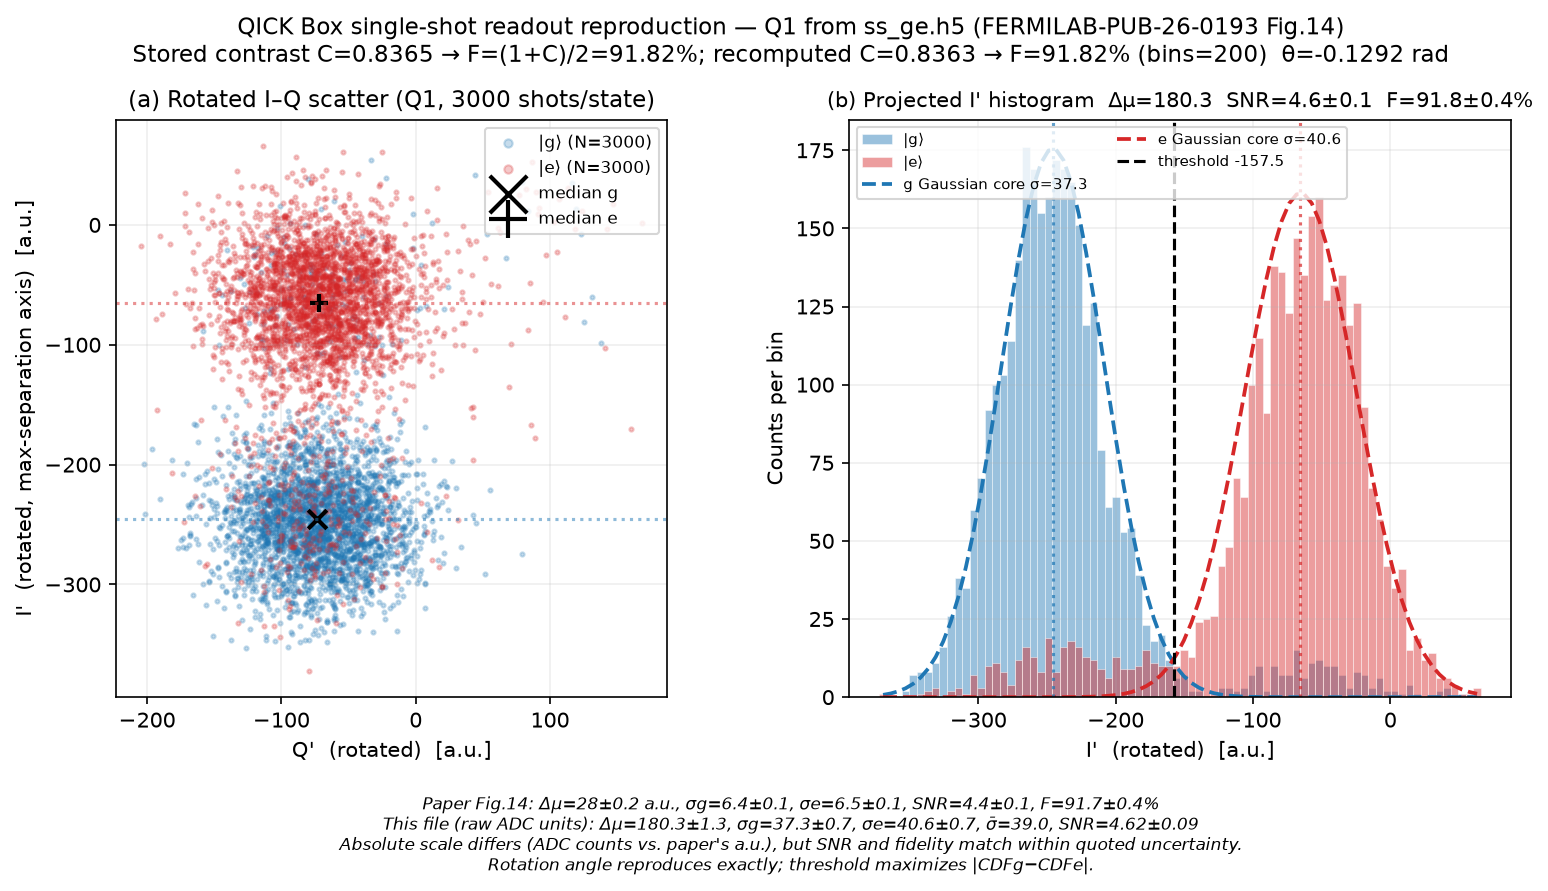 QICK Box single-shot readout reproduction — Q1 from ss_ge.h5 (FERMILAB-PUB-26-0193 Fig.14)
Stored contrast C=0.8365 → F=(1+C)/2=91.82%; recomputed C=0.8363 → F=91.82% (bins=200)  θ=-0.1292 rad
(a) Rotated I–Q scatter (Q1, 3000 shots/state)
|g⟩ (N=3000)
|e⟩ (N=3000)
median g
median e
I'  (rotated, max-separation axis)  [a.u.]
0
−100
−200
−300
−200
−100
0
100
Q'  (rotated)  [a.u.]
(b) Projected I' histogram  Δμ=180.3  SNR=4.6±0.1  F=91.8±0.4%
|g⟩
|e⟩
g Gaussian core σ=37.3
e Gaussian core σ=40.6
threshold -157.5
Counts per bin
175
150
125
100
75
50
25
0
−300
−200
−100
0
I'  (rotated)  [a.u.]
Paper Fig.14: Δμ=28±0.2 a.u., σg=6.4±0.1, σe=6.5±0.1, SNR=4.4±0.1, F=91.7±0.4%
This file (raw ADC units): Δμ=180.3±1.3, σg=37.3±0.7, σe=40.6±0.7, σ̄=39.0, SNR=4.62±0.09
Absolute scale differs (ADC counts vs. paper's a.u.), but SNR and fidelity match within quoted uncertainty.
Rotation angle reproduces exactly; threshold maximizes |CDFg−CDFe|.